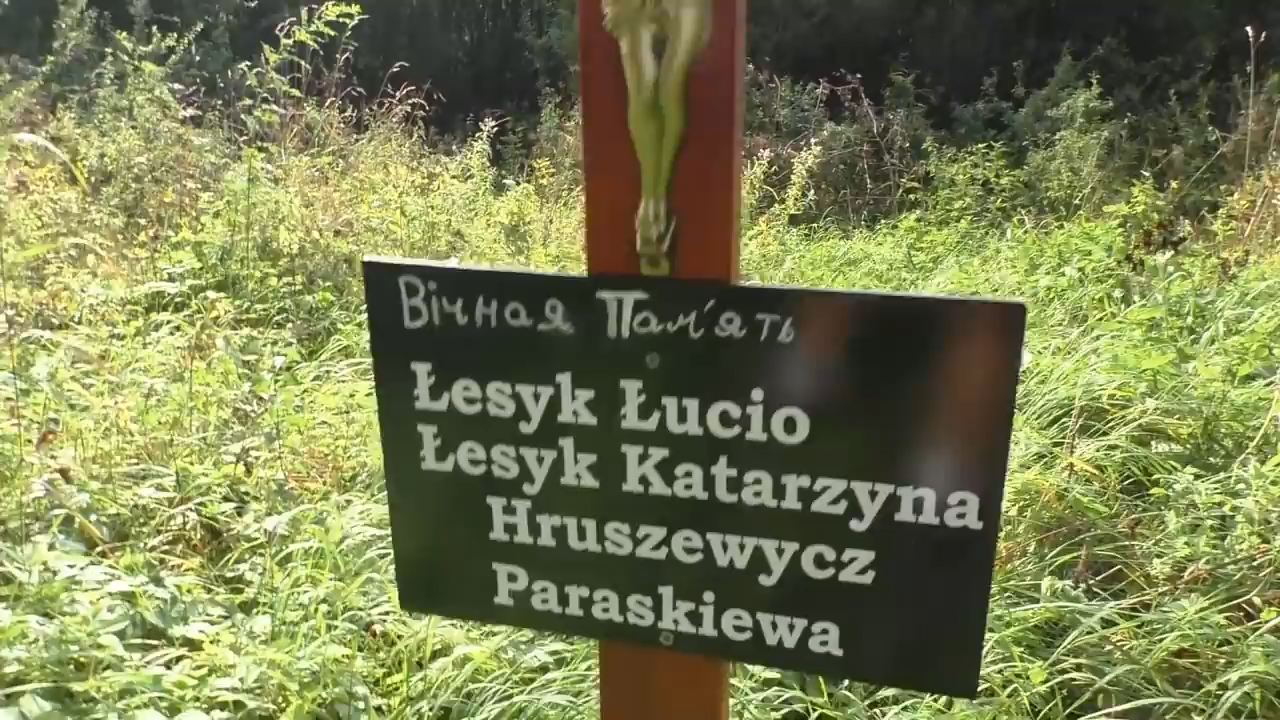 Вічная Пам'ять
Łesyk Łucio
Łesyk Katarzyna
Hruszewycz
Paraskiewa